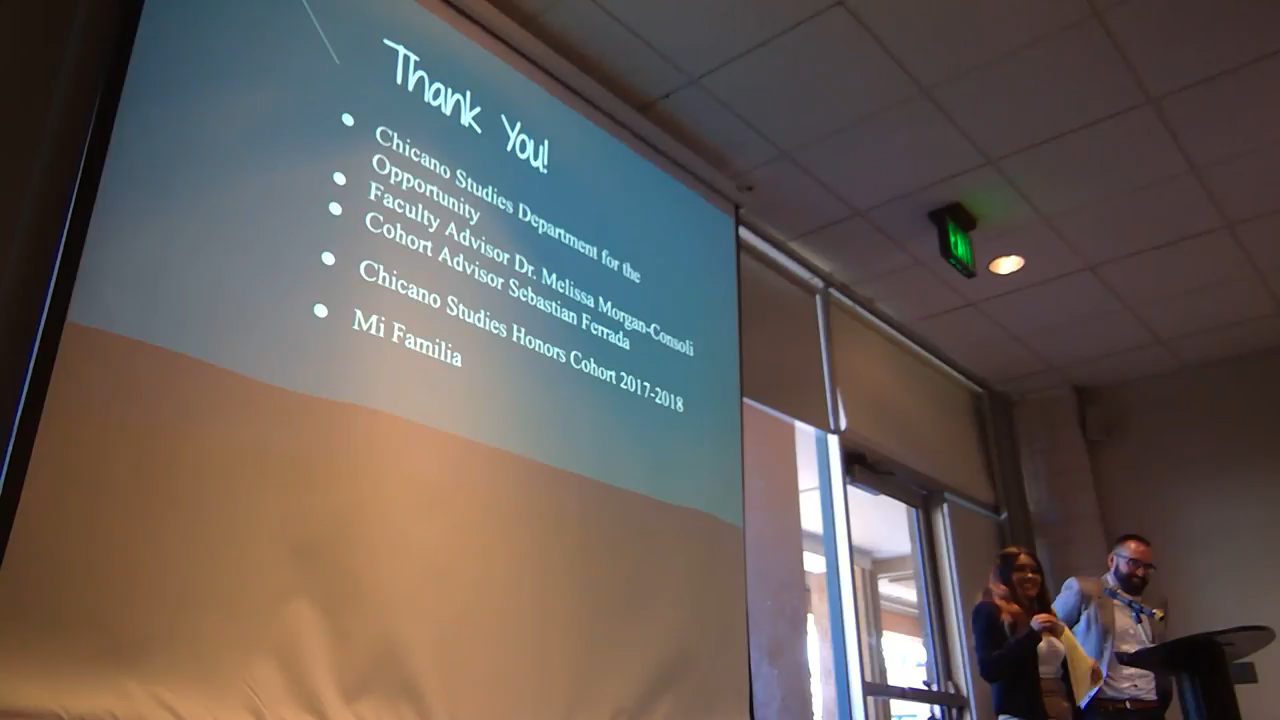 Thank You!
Chicano Studies Department for the
Opportunity
Faculty Advisor Dr. Melissa Morgan-Consoli
Cohort Advisor Sebastian Ferrada
Chicano Studies Honors Cohort 2017-2018
Mi Familia
EXIT